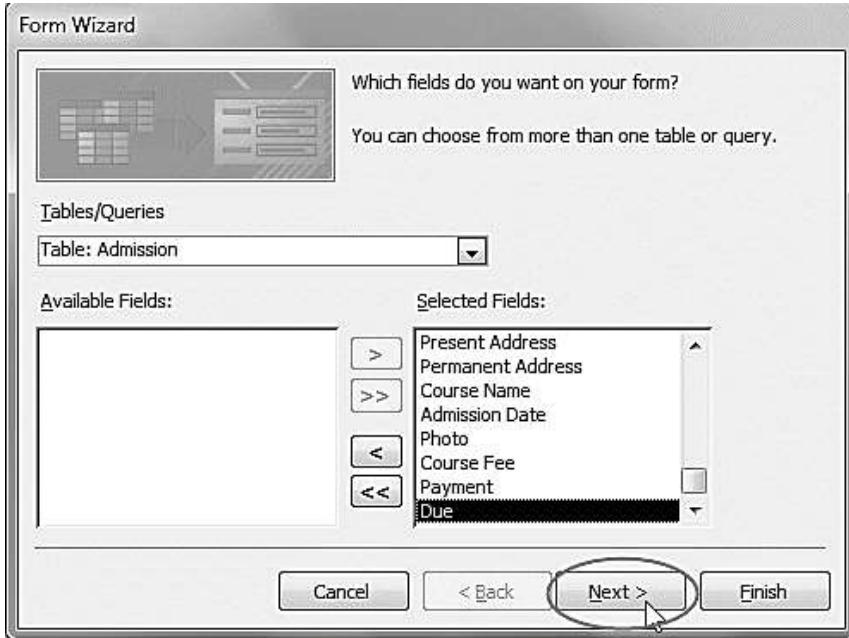 Form Wizard
Which fields do you want on your form?
You can choose from more than one table or query.
Tables/Queries
Table: Admission
Available Fields:
Selected Fields:
>
>>
<
<<
Present Address
Permanent Address
Course Name
Admission Date
Photo
Course Fee
Payment
Due
Cancel
< Back
Next >
Finish